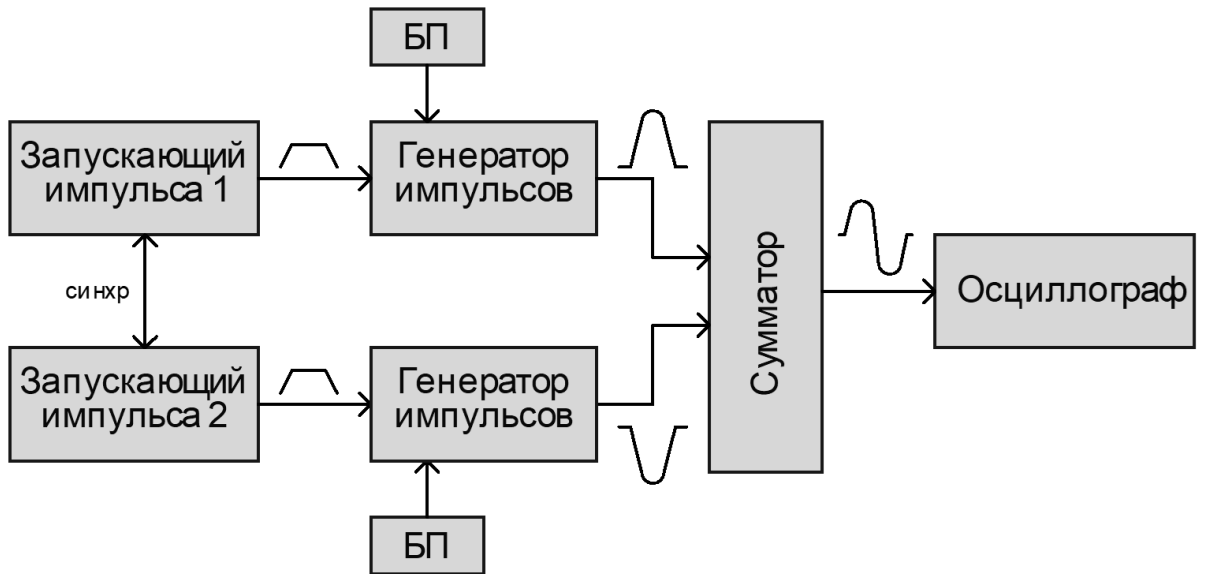 БП
Запускающий
импульса 1
Генератор
импульсов
Сумматор
Осциллограф
синхр
Запускающий
импульса 2
Генератор
импульсов
БП